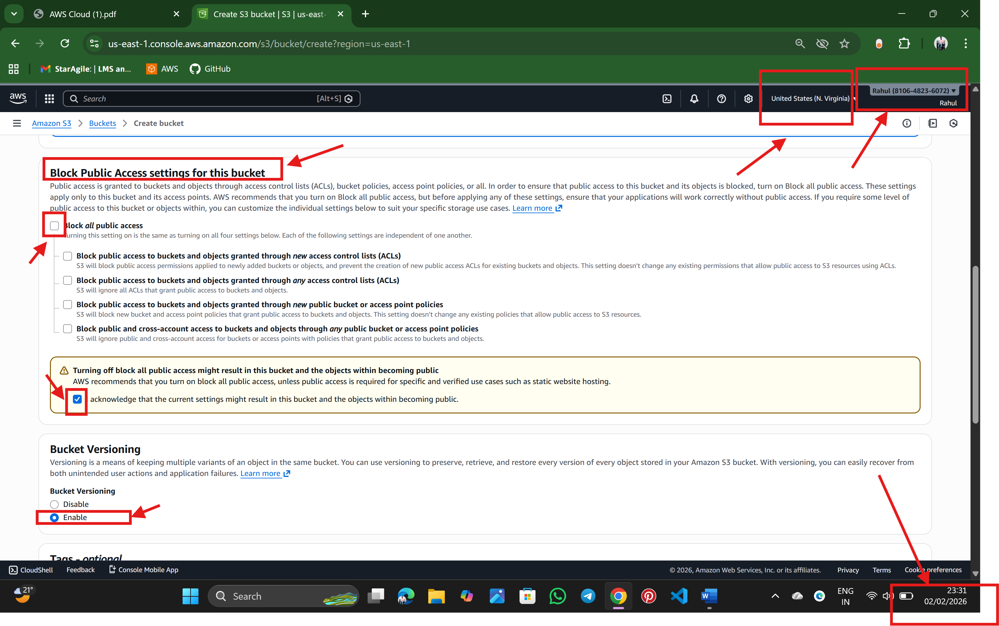 AWS Cloud (1).pdf
Create S3 bucket | S3 | us-east-
us-east-1.console.aws.amazon.com/s3/bucket/create?region=us-east-1
StarAgile: | LMS an...
AWS
GitHub
aws
Search
[Alt+S]
United States (N. Virginia)
Rahul (8106-4823-6072)
Rahul
Amazon S3
Buckets
Create bucket
Block Public Access settings for this bucket
Public access is granted to buckets and objects through access control lists (ACLs), bucket policies, access point policies, or all. In order to ensure that public access to this bucket and its objects is blocked, turn on Block all public access. These settings
apply only to this bucket and its access points. AWS recommends that you turn on Block all public access, but before applying any of these settings, ensure that your applications will work correctly without public access. If you require some level of
public access to this bucket or objects within, you can customize the individual settings below to suit your specific storage use cases. Learn more
Block all public access
Turning this setting on is the same as turning on all four settings below. Each of the following settings are independent of one another.
Block public access to buckets and objects granted through new access control lists (ACLs)
S3 will block public access permissions applied to newly added buckets or objects, and prevent the creation of new public access ACLs for existing buckets and objects. This setting doesn't change any existing permissions that allow public access to S3 resources using ACLs.
Block public access to buckets and objects granted through any access control lists (ACLs)
S3 will ignore all ACLs that grant public access to buckets and objects.
Block public access to buckets and objects granted through new public bucket or access point policies
S3 will block new bucket and access point policies that grant public access to buckets and objects. This setting doesn't change any existing policies that allow public access to S3 resources.
Block public and cross-account access to buckets and objects through any public bucket or access point policies
S3 will ignore public and cross-account access for buckets or access points with policies that grant public access to buckets and objects.
Turning off block all public access might result in this bucket and the objects within becoming public
AWS recommends that you turn on block all public access, unless public access is required for specific and verified use cases such as static website hosting.
acknowledge that the current settings might result in this bucket and the objects within becoming public.
Bucket Versioning
Versioning is a means of keeping multiple variants of an object in the same bucket. You can use versioning to preserve, retrieve, and restore every version of every object stored in your Amazon S3 bucket. With versioning, you can easily recover from
both unintended user actions and application failures. Learn more
Bucket Versioning
Disable
Enable
Tags - optional
CloudShell
Feedback
Console Mobile App
© 2026, Amazon Web Services, Inc. or its affiliates.
Privacy
Terms
Cookie preferences
21°
Search
ENG
IN
23:31
02/02/2026